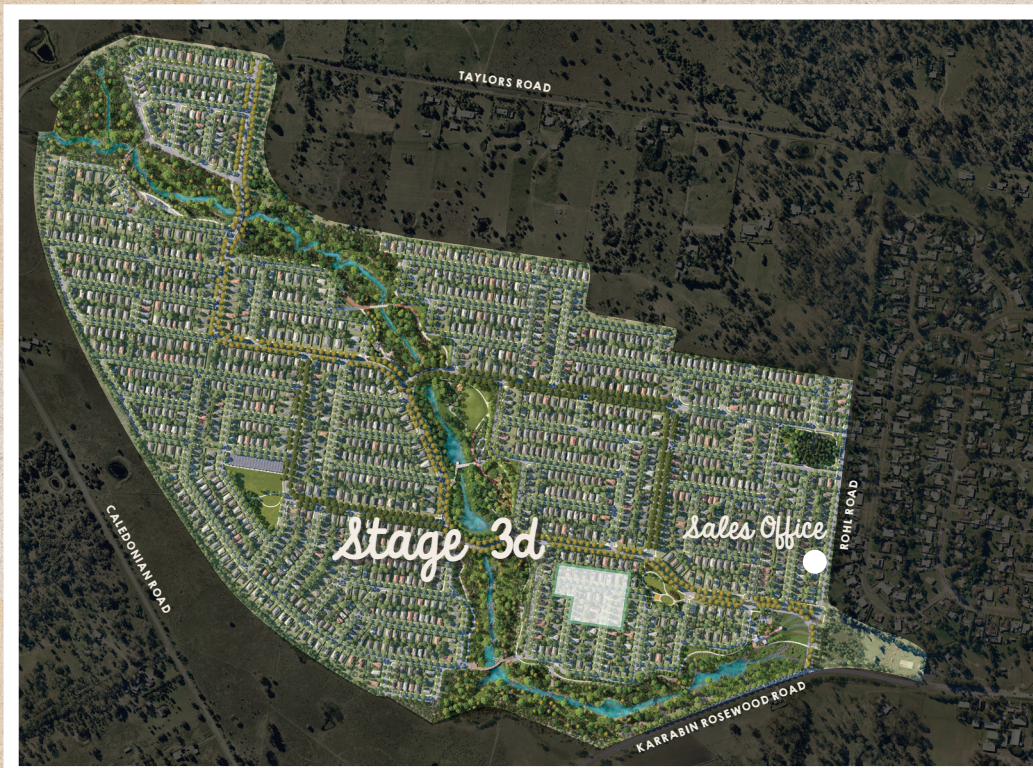 TAYLORS ROAD
CALEDONIAN ROAD
Stage 3d
Sales Office
ROHL ROAD
KARRABIN ROSEWOOD ROAD